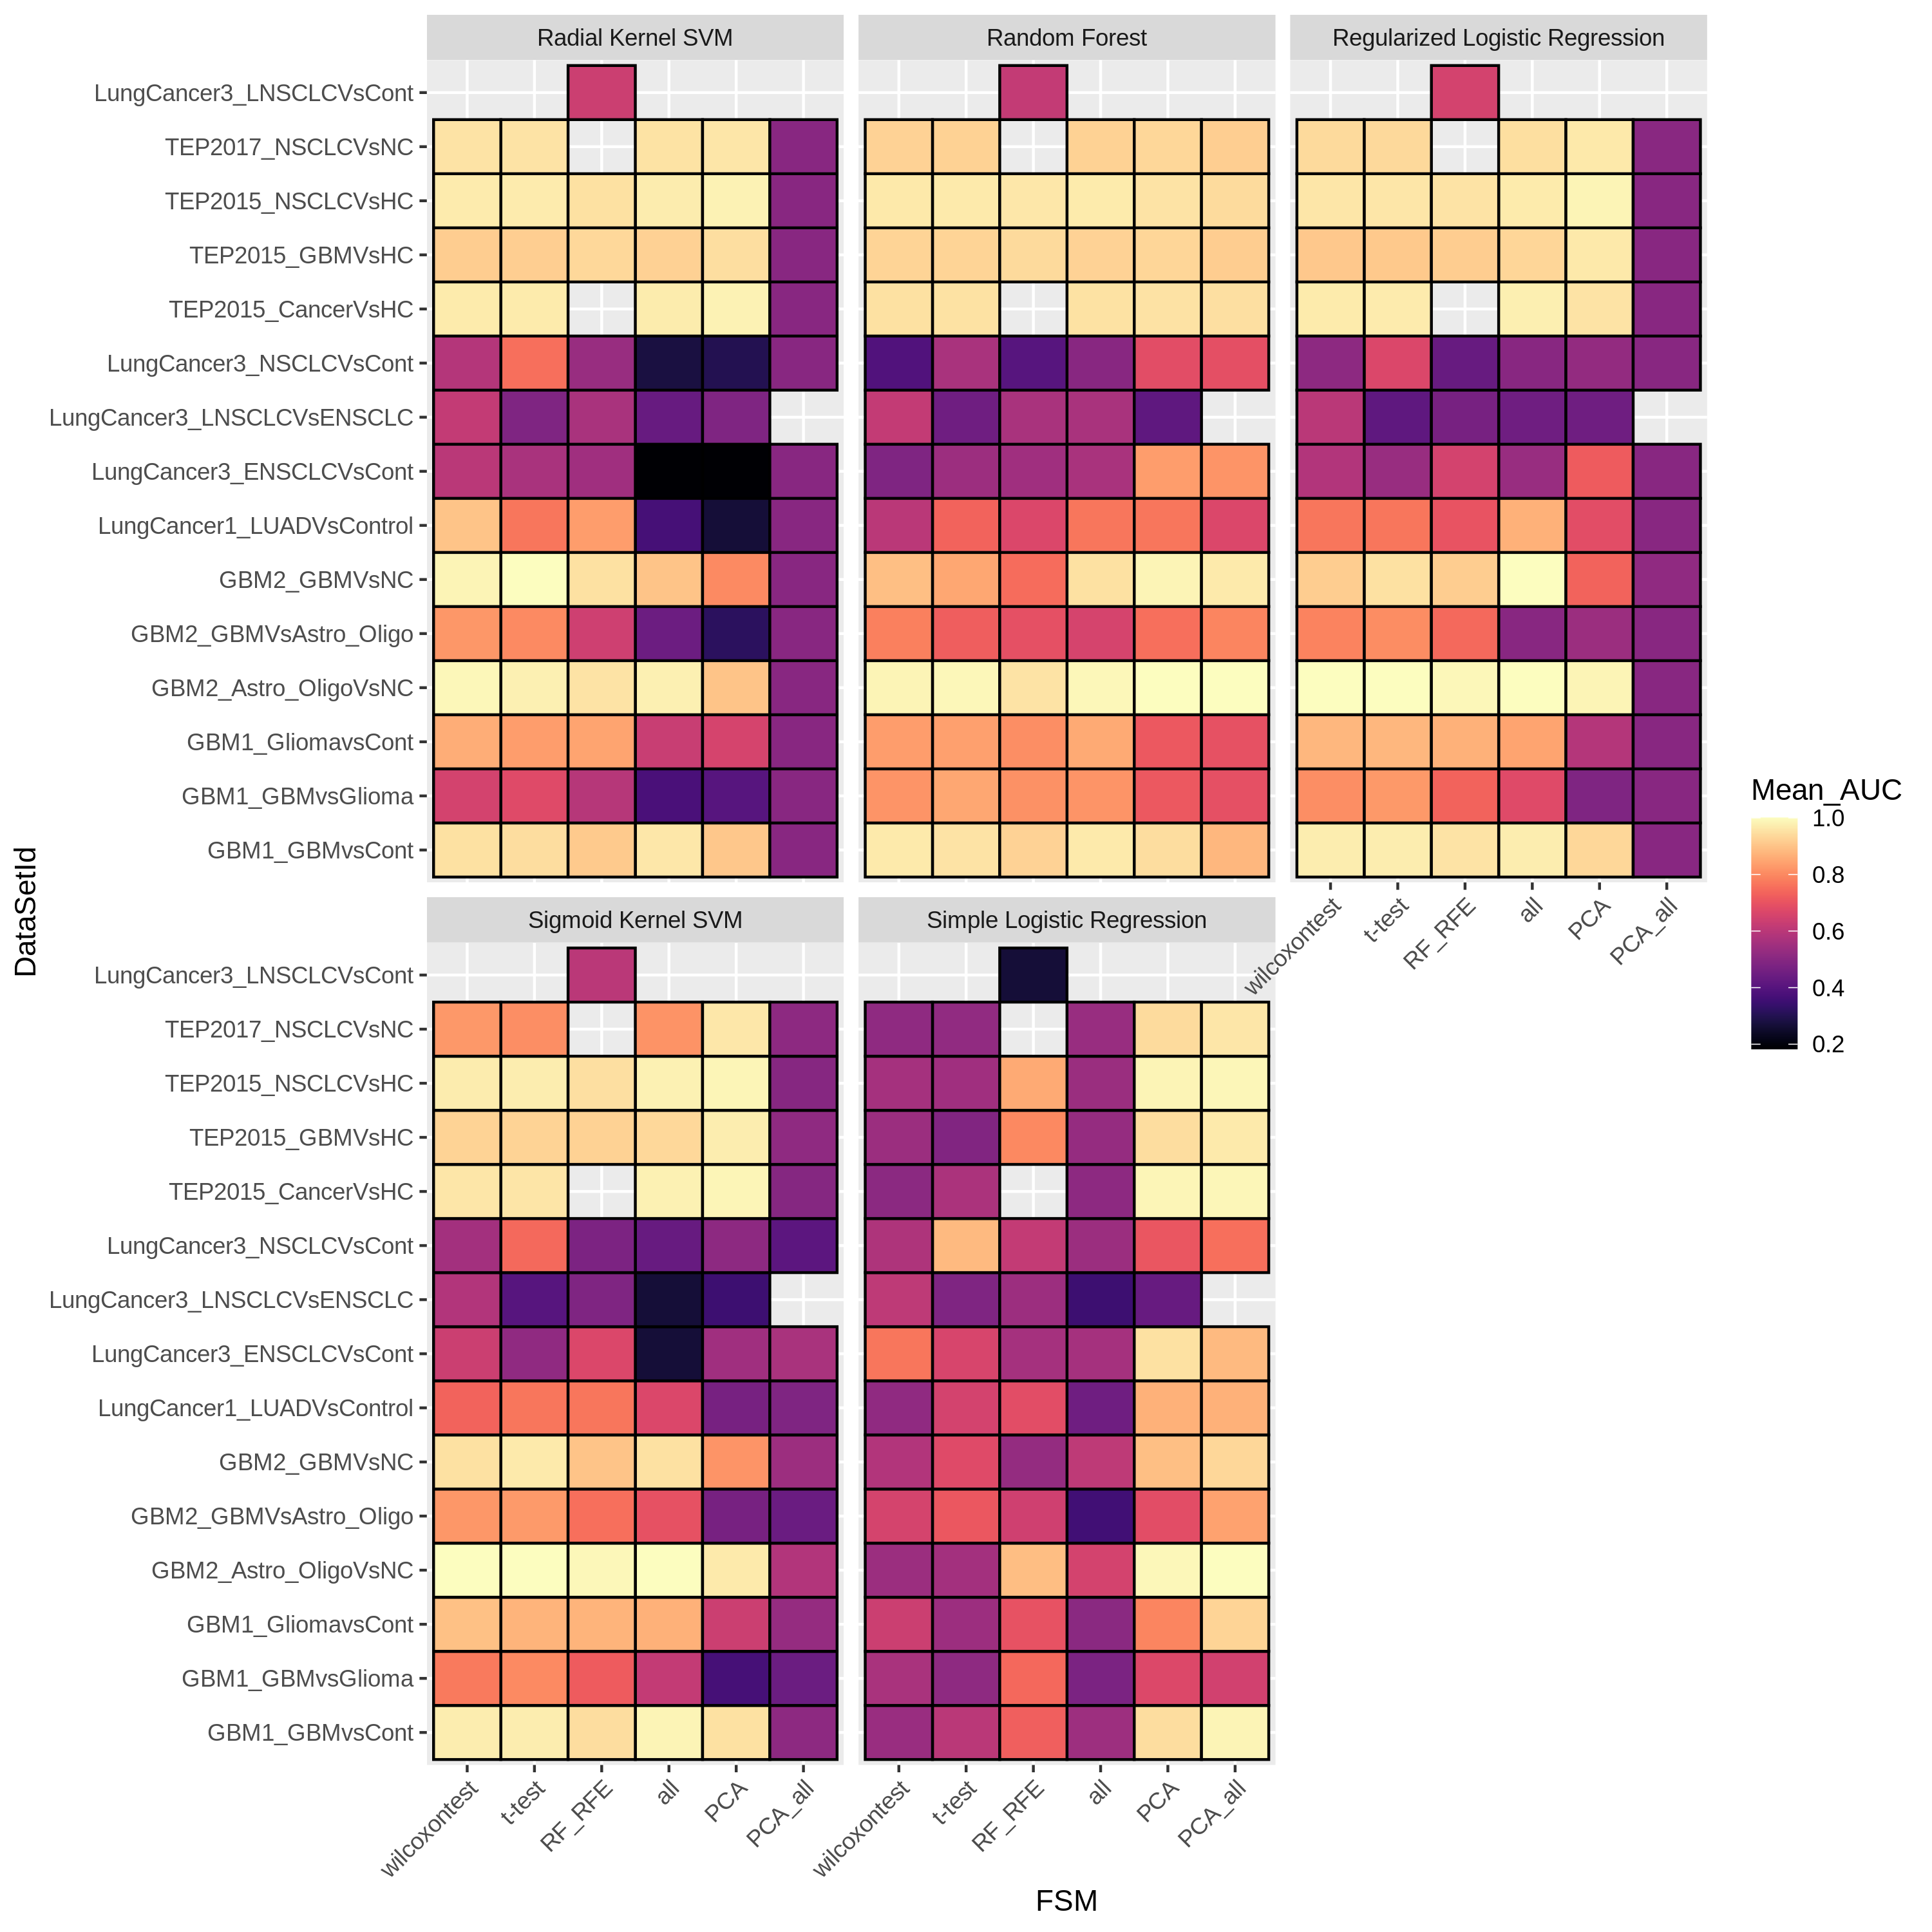 Radial Kernel SVM
Random Forest
Regularized Logistic Regression
LungCancer3_LNSCLCVsCont
TEP2017_NSCLCVsNC
TEP2015_NSCLCVsHC
TEP2015_GBMVsHC
TEP2015_CancerVsHC
LungCancer3_NSCLCVsCont
LungCancer3_LNSCLCVsENSCLC
LungCancer3_ENSCLCVsCont
LungCancer1_LUADVsControl
GBM2_GBMVsNC
GBM2_GBMVsAstro_Oligo
GBM2_Astro_OligoVsNC
GBM1_GliomavsCont
GBM1_GBMvsGlioma
GBM1_GBMvsCont
wilcoxontest
t-test
RF_RFE
all
PCA
PCA_all
Mean_AUC
1.0
0.8
0.6
0.4
0.2
DataSetId
Sigmoid Kernel SVM
Simple Logistic Regression
LungCancer3_LNSCLCVsCont
TEP2017_NSCLCVsNC
TEP2015_NSCLCVsHC
TEP2015_GBMVsHC
TEP2015_CancerVsHC
LungCancer3_NSCLCVsCont
LungCancer3_LNSCLCVsENSCLC
LungCancer3_ENSCLCVsCont
LungCancer1_LUADVsControl
GBM2_GBMVsNC
GBM2_GBMVsAstro_Oligo
GBM2_Astro_OligoVsNC
GBM1_GliomavsCont
GBM1_GBMvsGlioma
GBM1_GBMvsCont
wilcoxontest
t-test
RF_RFE
all
PCA
PCA_all
wilcoxontest
t-test
RF_RFE
all
PCA
PCA_all
FSM